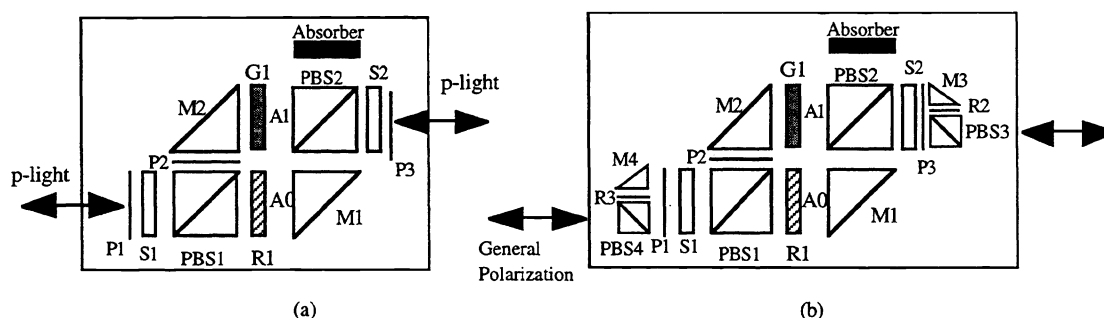 Absorber
G1
PBS2
S2
M2
A1
p-light
P2
P3
p-light
A0
M1
P1
S1
PBS1
R1
(a)
Absorber
G1
PBS2
S2
M3
M2
A1
R2
PBS3
P2
P3
M4
R3
A0
M1
General
Polarization
PBS4
P1
S1
PBS1
R1
(b)